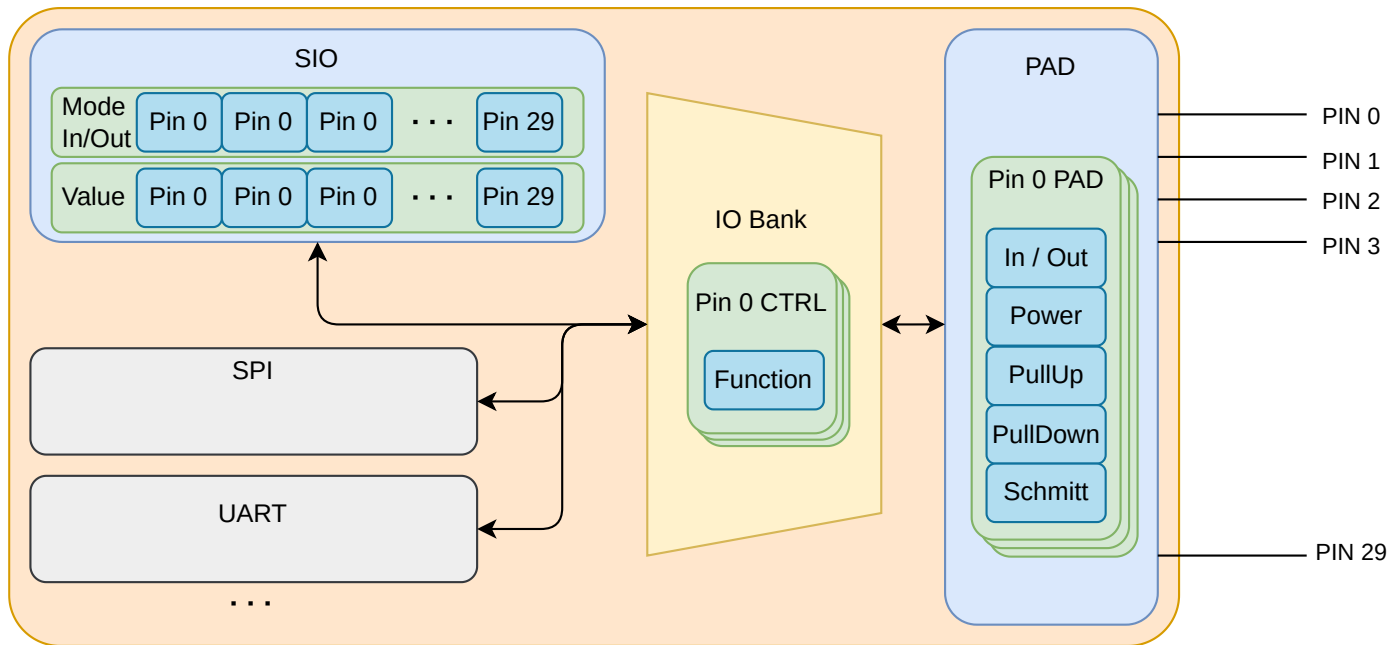 SIO
Mode
In/Out
Pin 0
Pin 0
Pin 0
. . .
Pin 29
Value
Pin 0
Pin 0
Pin 0
. . .
Pin 29
SPI
UART
. . .
IO Bank
Pin 0 CTRL
Function
PAD
Pin 0 PAD
In / Out
Power
PullUp
PullDown
Schmitt
PIN 0
PIN 1
PIN 2
PIN 3
PIN 29